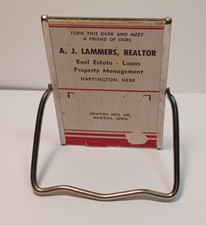 TURN THIS OVER AND MEET
A FRIEND OF OURS
A. J. LAMMERS, REALTOR
Real Estate - Loans
Property Management
HARTINGTON, NEBR.
NEWTON MFG. CO.
NEWTON, IOWA